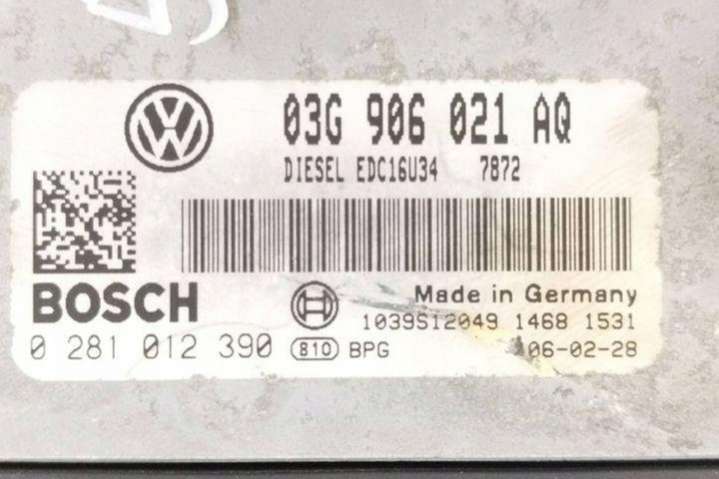 03G 906 021 AQ
DIESEL EDC16U34 7872
BOSCH
Made in Germany
1039S12049 1468 1531
0 281 012 390 810 BPG 06-02-28